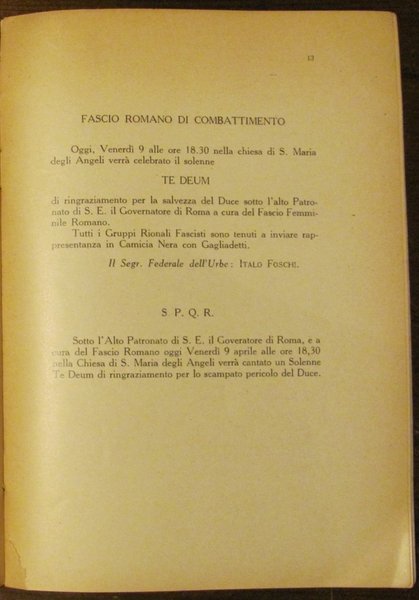 13
FASCIO ROMANO DI COMBATTIMENTO
Oggi, Venerdì 9 alle ore 18.30 nella chiesa di S. Maria
degli Angeli verrà celebrato il solenne
TE DEUM
di ringraziamento per la salvezza del Duce sotto l'alto Patro-
nato di S. E. il Governatore di Roma a cura del Fascio Femmi-
nile Romano.
Tutti i Gruppi Rionali Fascisti sono tenuti a inviare rap-
presentanza in Camicia Nera con Gagliadetti.
Il Segr. Federale dell'Urbe: ITALO FOSCHI.
S. P. Q. R.
Sotto l'Alto Patronato di S. E. il Goveratore di Roma, e a
cura del Fascio Romano oggi Venerdì 9 aprile alle ore 18,30
nella Chiesa di S. Maria degli Angeli verrà cantato un Solenne
Te Deum di ringraziamento per lo scampato pericolo del Duce.